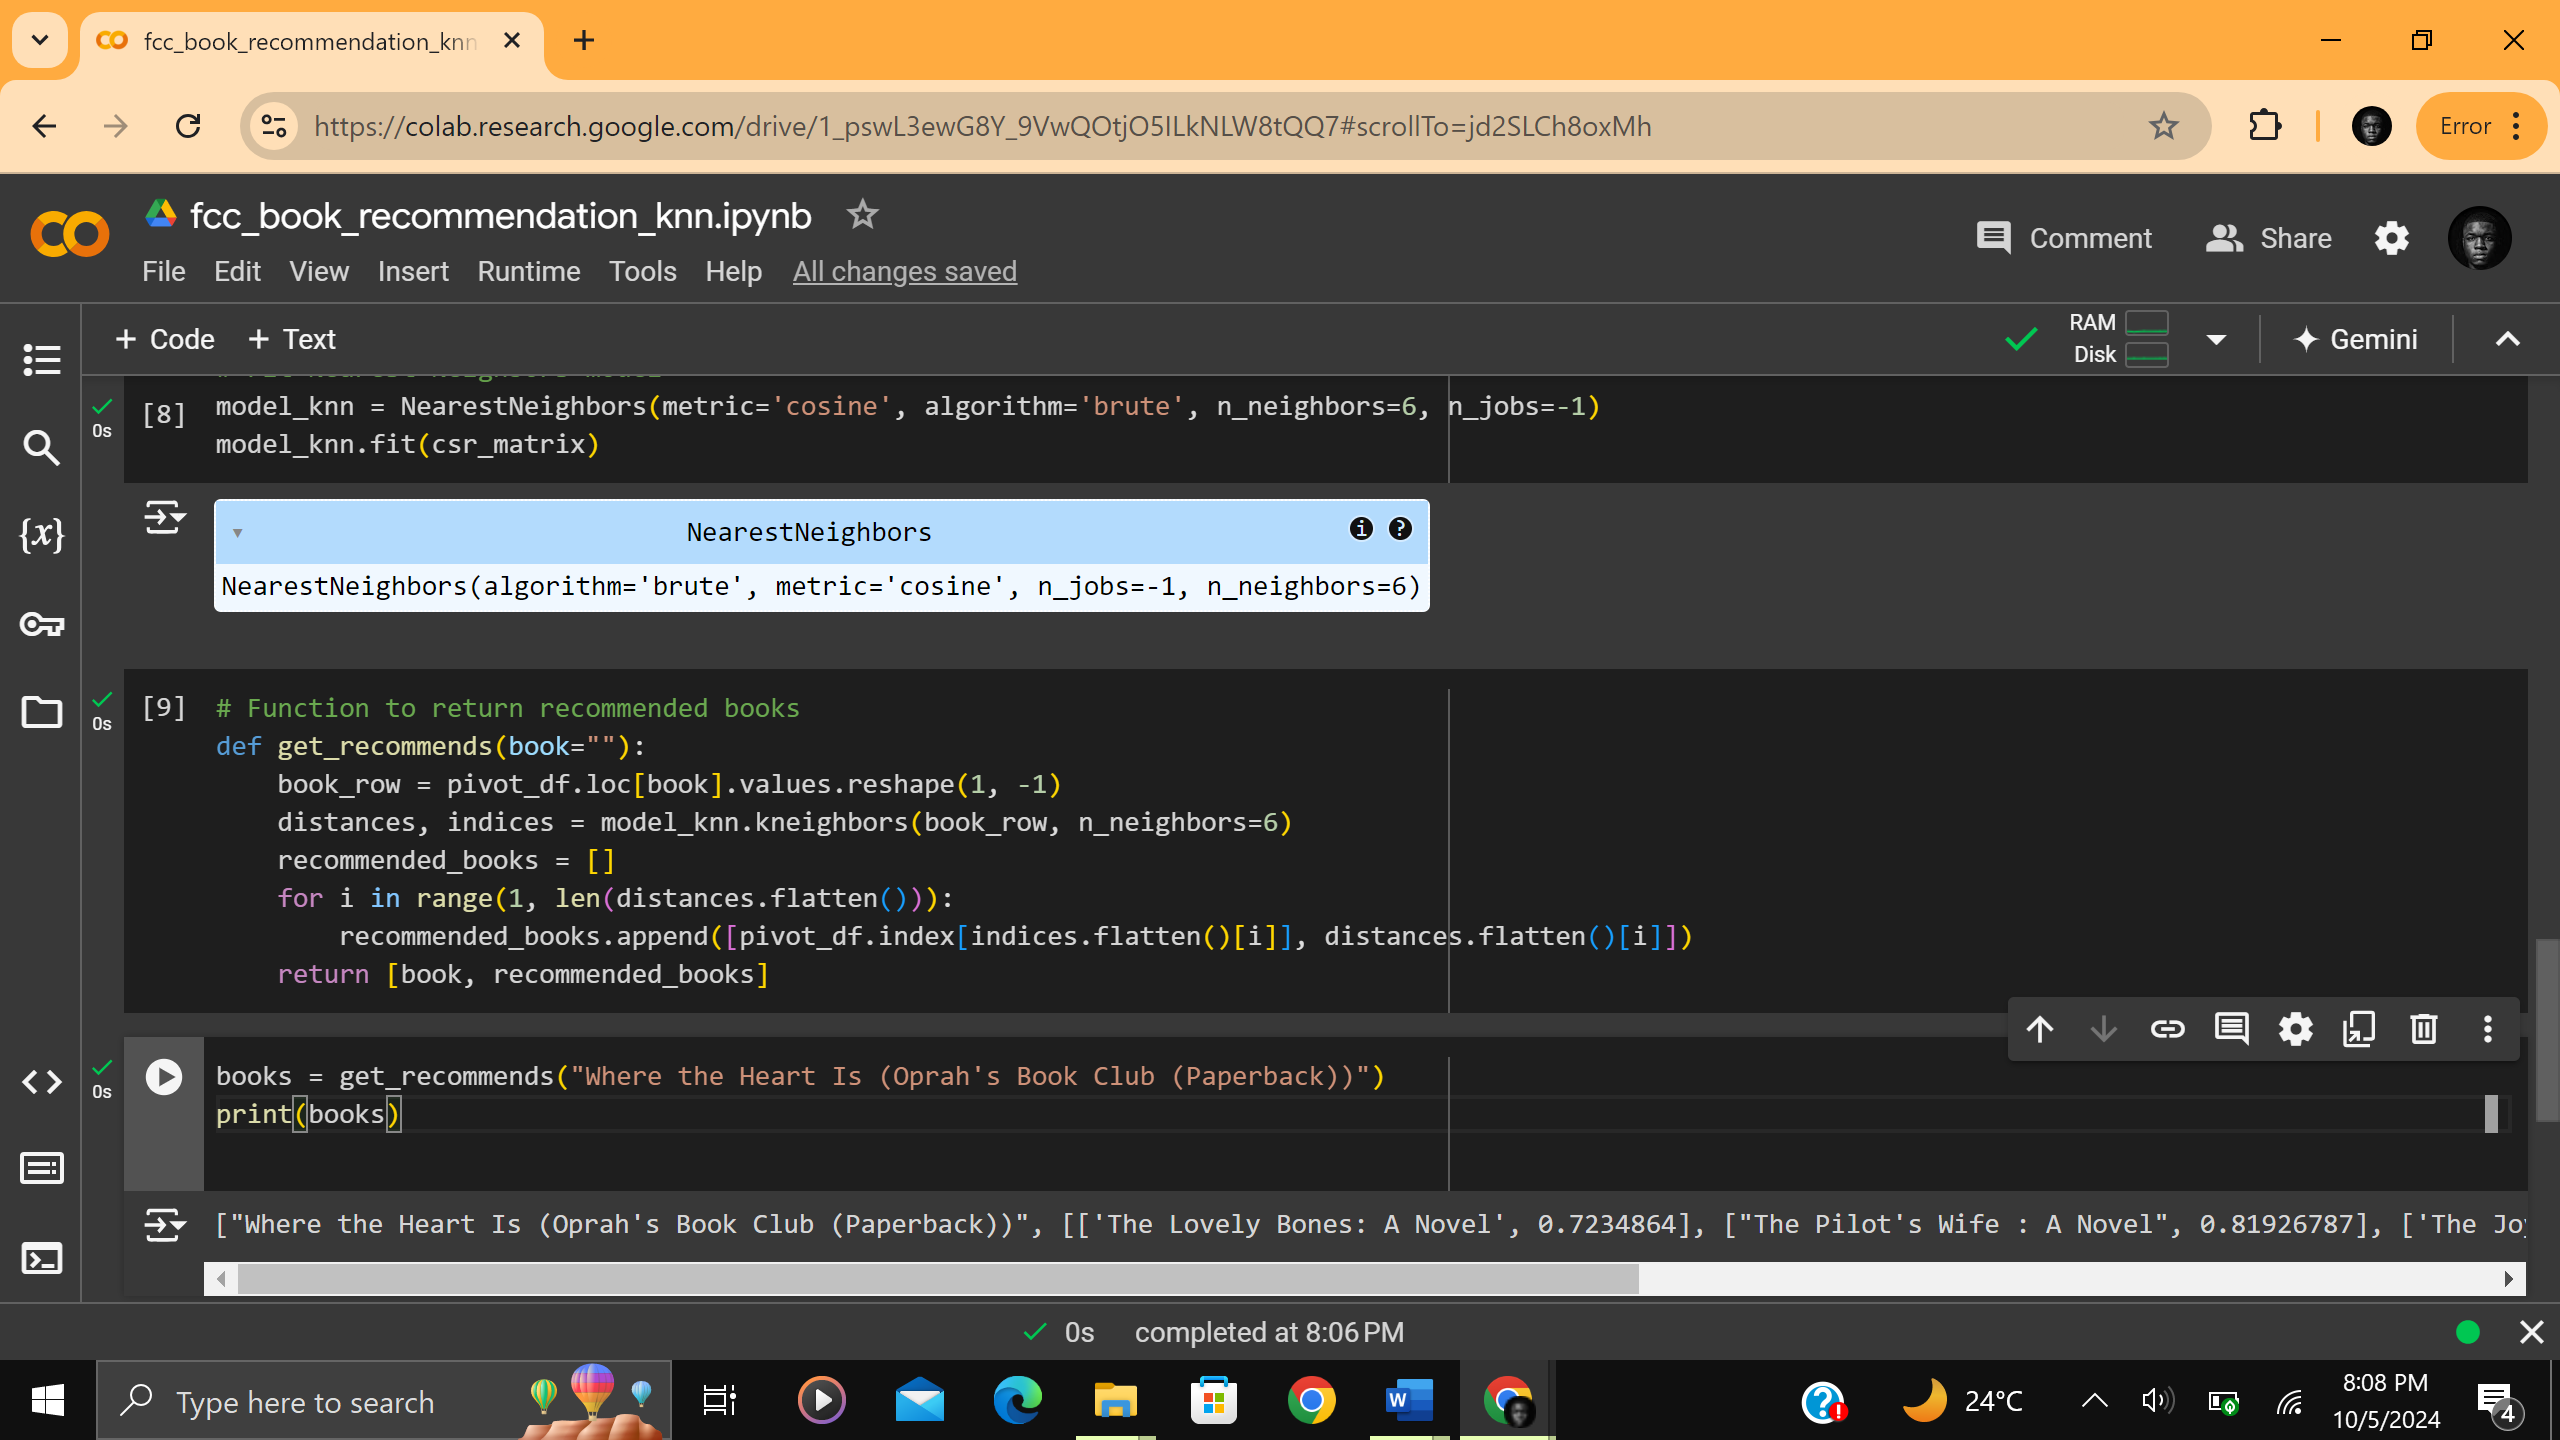 fcc_book_recommendation_knn
https://colab.research.google.com/drive/1_pswL3ewG8Y_9VwQOtjO5ILkNLW8tQQ7#scrollTo=jd2SLCh8oxMh
Error
fcc_book_recommendation_knn.ipynb
Comment
Share
File Edit View Insert Runtime Tools Help All changes saved
+ Code + Text
RAM
Disk
Gemini
[8] model_knn = NearestNeighbors(metric='cosine', algorithm='brute', n_neighbors=6, n_jobs=-1)
0s
model_knn.fit(csr_matrix)
NearestNeighbors
NearestNeighbors(algorithm='brute', metric='cosine', n_jobs=-1, n_neighbors=6)
[9] # Function to return recommended books
0s
def get_recommends(book=""):
book_row = pivot_df.loc[book].values.reshape(1, -1)
distances, indices = model_knn.kneighbors(book_row, n_neighbors=6)
recommended_books = []
for i in range(1, len(distances.flatten())):
recommended_books.append([pivot_df.index[indices.flatten()[i]], distances.flatten()[i]])
return [book, recommended_books]
0s
books = get_recommends("Where the Heart Is (Oprah's Book Club (Paperback))")
print(books)
["Where the Heart Is (Oprah's Book Club (Paperback))", [['The Lovely Bones: A Novel', 0.7234864], ["The Pilot's Wife : A Novel", 0.81926787], ['The Joy
0s completed at 8:06 PM
Type here to search
24°C
8:08 PM
10/5/2024
4